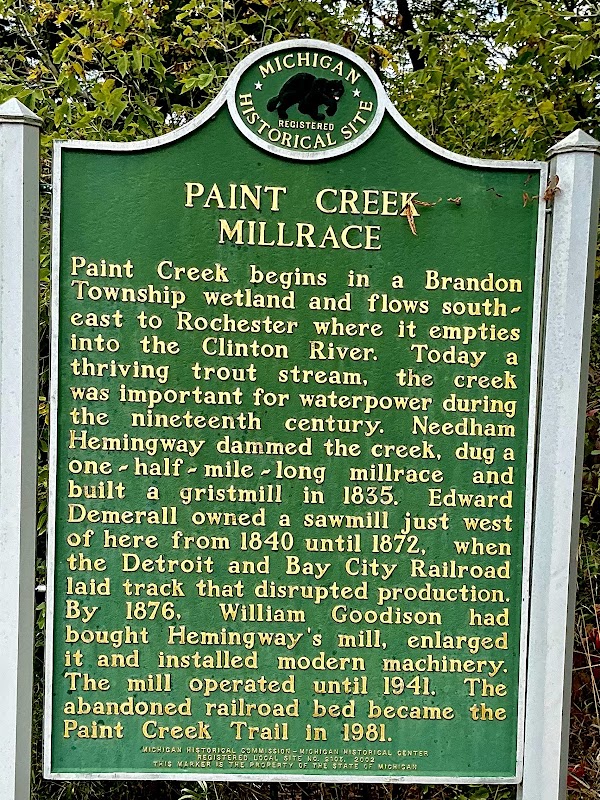 MICHIGAN
REGISTERED
HISTORICAL SITE
PAINT CREEK
MILLRACE
Paint Creek begins in a Brandon
Township wetland and flows south-
east to Rochester where it empties
into the Clinton River. Today a
thriving trout stream, the creek
was important for waterpower during
the nineteenth century. Needham
Hemingway dammed the creek, dug a
one-half-mile-long millrace and
built a gristmill in 1835. Edward
Demerall owned a sawmill just west
of here from 1840 until 1872, when
the Detroit and Bay City Railroad
laid track that disrupted production.
By 1876, William Goodison had
bought Hemingway's mill, enlarged
it and installed modern machinery.
The mill operated until 1941. The
abandoned railroad bed became the
Paint Creek Trail in 1981.
MICHIGAN HISTORICAL COMMISSION-MICHIGAN HISTORICAL CENTER
REGISTERED LOCAL SITE NO. 2105, 2002
THIS MARKER IS THE PROPERTY OF THE STATE OF MICHIGAN